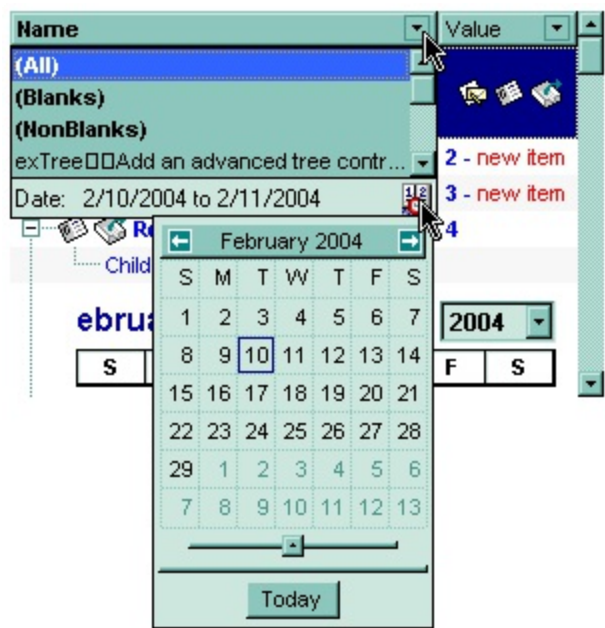 Name Value
(All)
(Blanks)
(NonBlanks)
exTree□□Add an advanced tree contr... 2 - new item
Date: 2/10/2004 to 2/11/2004 3 - new item
4
February 2004
Child
S M T W T F S
1 2 3 4 5 6 7
2004
8 9 10 11 12 13 14
S F S
15 16 17 18 19 20 21
22 23 24 25 26 27 28
29 1 2 3 4 5 6
7 8 9 10 11 12 13
Today